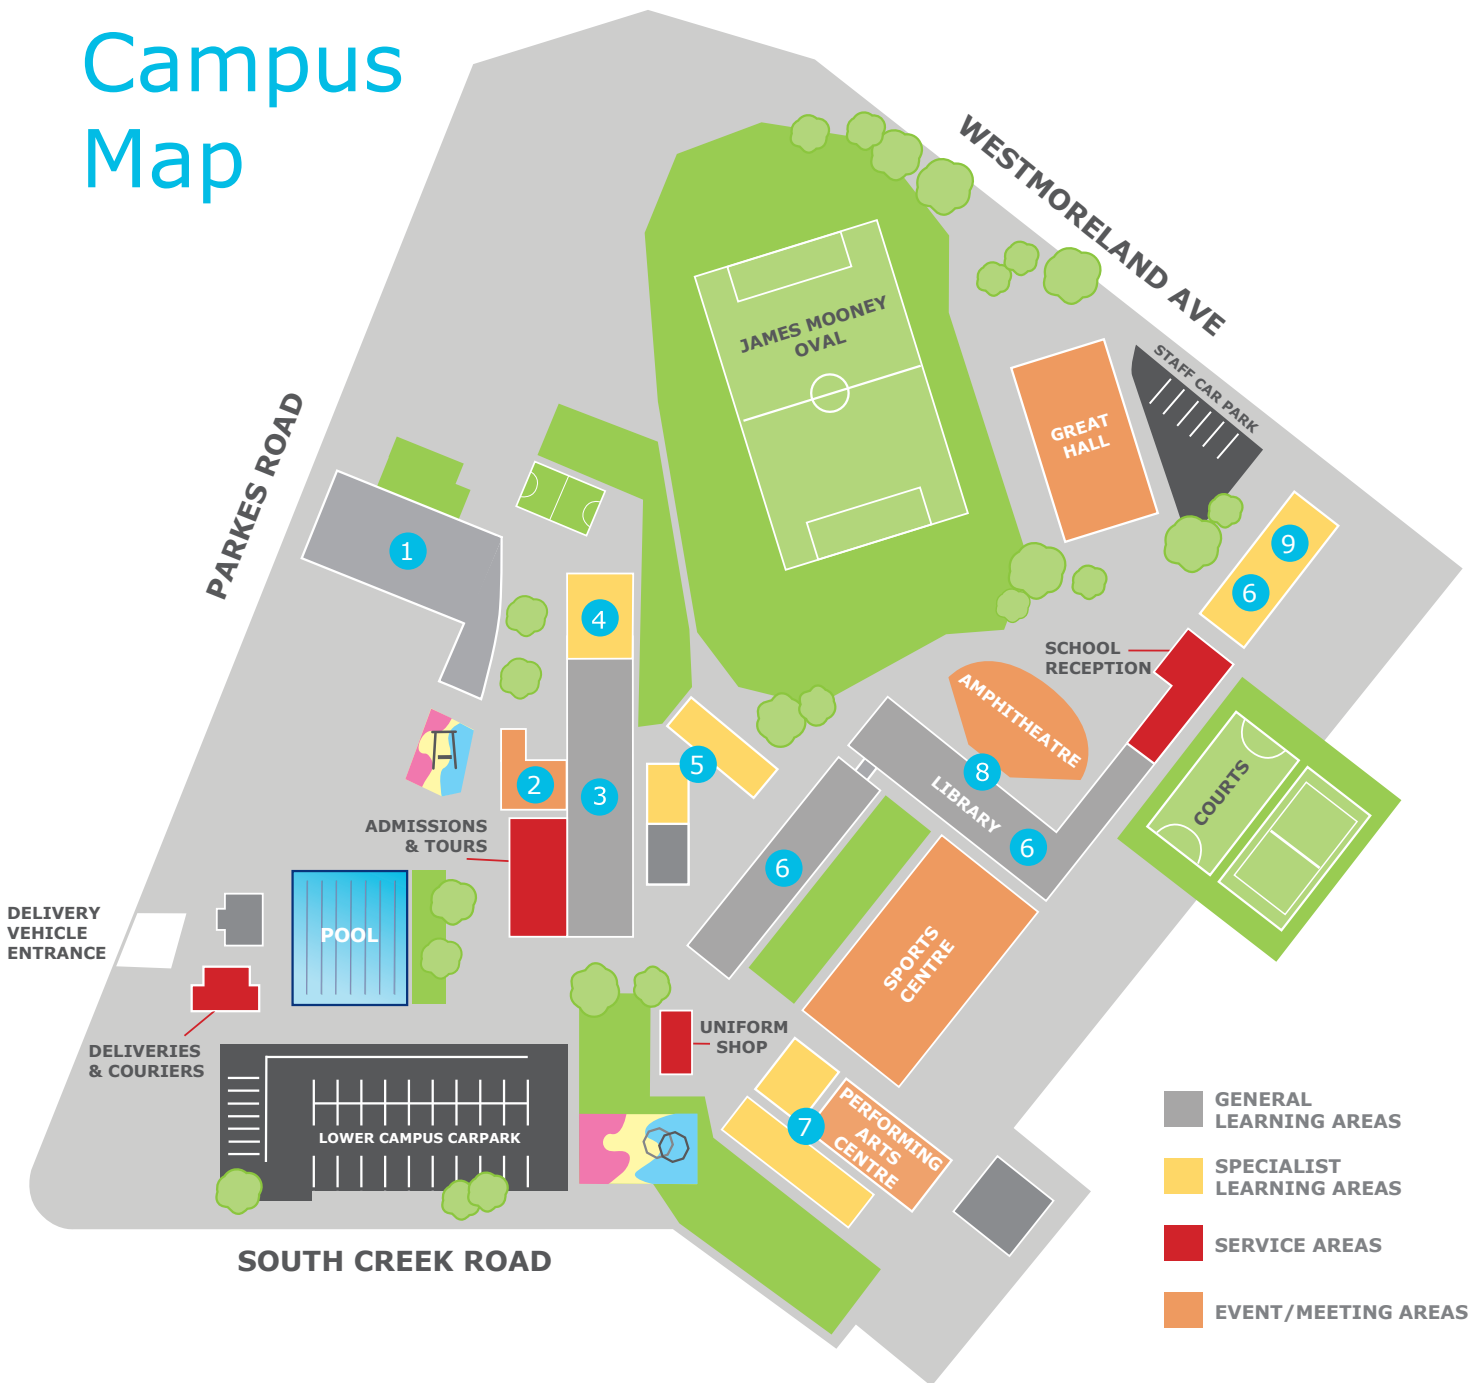 Campus
Map
WESTMORELAND AVE
JAMES MOONEY
OVAL
STAFF CAR PARK
GREAT
HALL
PARKES ROAD
1
9
6
4
SCHOOL
RECEPTION
AMPHITHEATRE
5
8
2
3
LIBRARY
COURTS
ADMISSIONS
& TOURS
6
6
DELIVERY
VEHICLE
ENTRANCE
POOL
SPORTS
CENTRE
UNIFORM
SHOP
DELIVERIES
& COURIERS
LOWER CAMPUS CARPARK
7
PERFORMING
ARTS
CENTRE
SOUTH CREEK ROAD
GENERAL
LEARNING AREAS
SPECIALIST
LEARNING AREAS
SERVICE AREAS
EVENT/MEETING AREAS